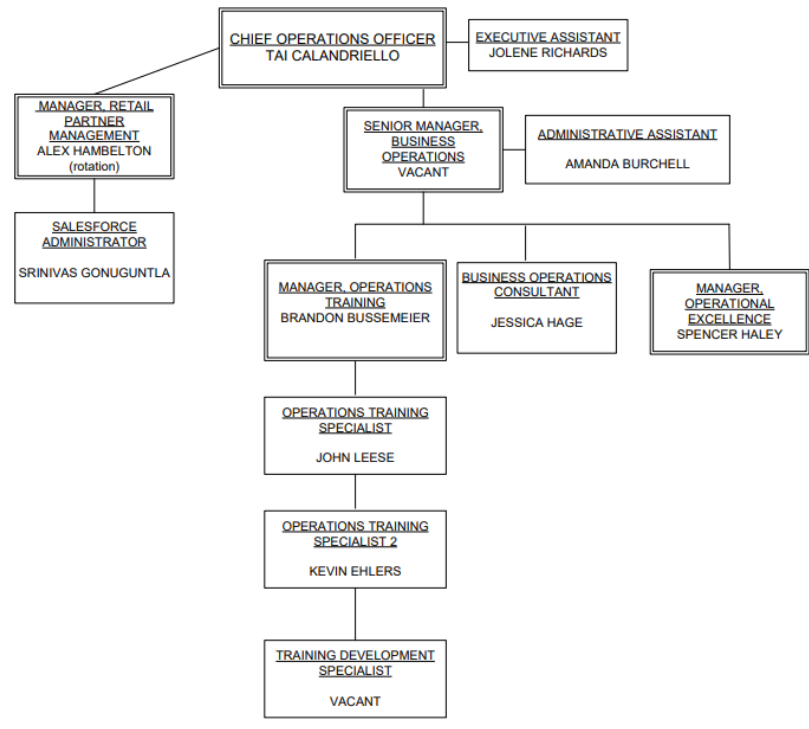 CHIEF OPERATIONS OFFICER
TAI CALANDRIELLO
EXECUTIVE ASSISTANT
JOLENE RICHARDS
MANAGER, RETAIL
PARTNER
MANAGEMENT
ALEX HAMBELTON
(rotation)
SENIOR MANAGER,
BUSINESS
OPERATIONS
VACANT
ADMINISTRATIVE ASSISTANT
AMANDA BURCHELL
SALESFORCE
ADMINISTRATOR
SRINIVAS GONUGUNTLA
MANAGER, OPERATIONS
TRAINING
BRANDON BUSSEMEIER
BUSINESS OPERATIONS
CONSULTANT
JESSICA HAGE
MANAGER,
OPERATIONAL
EXCELLENCE
SPENCER HALEY
OPERATIONS TRAINING
SPECIALIST
JOHN LEESE
OPERATIONS TRAINING
SPECIALIST 2
KEVIN EHLERS
TRAINING DEVELOPMENT
SPECIALIST
VACANT